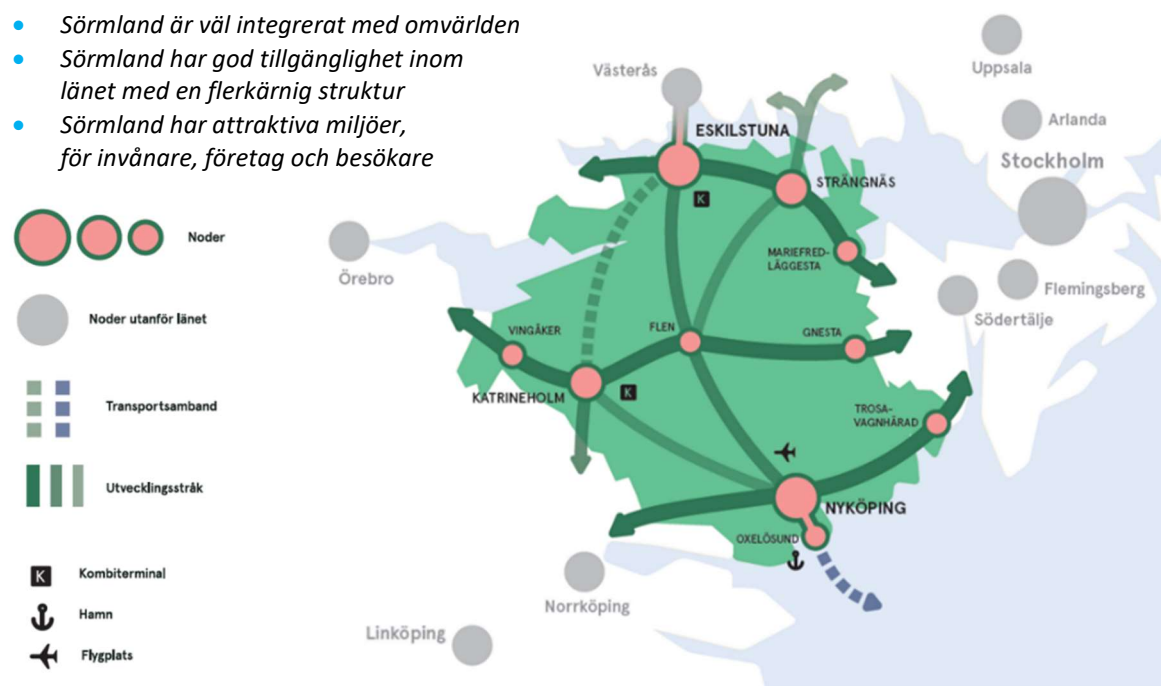 Sörmland är väl integrerat med omvärlden
Sörmland har god tillgänglighet inom
länet med en flerkärnig struktur
Sörmland har attraktiva miljöer,
för invånare, företag och besökare
Noder
Noder utanför länet
Transportsamband
Utvecklingsstråk
K Kombiterminal
Hamn
Flygplats
Uppsala
Västerås
Arlanda
ESKILSTUNA
Stockholm
STRÄNGNÄS
K
MARIEFRED-
LÄGGESTA
Örebro
Flemingsberg
Södertälje
VINGÅKER
FLEN
GNESTA
KATRINEHOLM
K
TROSA-
VAGNHÄRAD
NYKÖPING
OXELÖSUND
Norrköping
Linköping